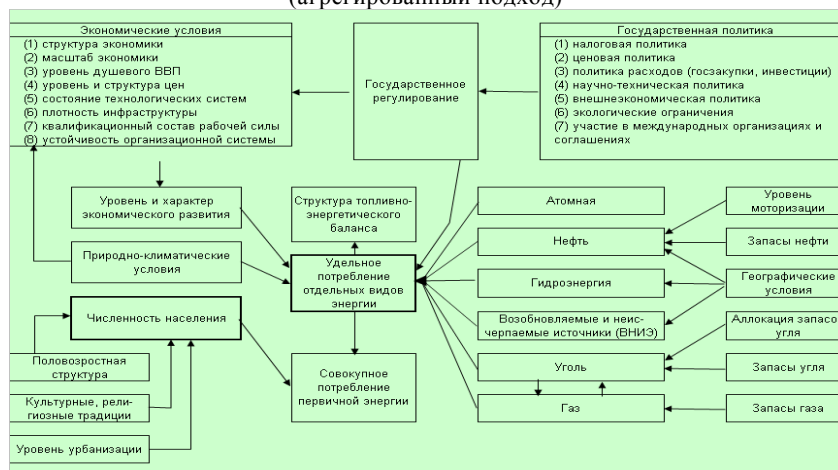 (агрегированный подход)
Экономические условия
(1) структура экономики
(2) масштаб экономики
(3) уровень душевого ВВП
(4) уровень и структура цен
(5) состояние технологических систем
(6) плотность инфраструктуры
(7) квалификационный состав рабочей силы
(8) устойчивость организационной системы
Государственное
регулирование
Государственная политика
(1) налоговая политика
(2) ценовая политика
(3) политика расходов (госзакупки, инвестиции)
(4) научно-техническая политика
(5) внешнеэкономическая политика
(6) экологические ограничения
(7) участие в международных организациях и
соглашениях
Уровень и характер
экономического развития
Природно-климатические
условия
Численность населения
Половозростная
структура
Культурные, рели-
гиозные традиции
Уровень урбанизации
Структура топливно-
энергетического
баланса
Удельное
потребление
отдельных видов
энергии
Совокупное
потребление
первичной энергии
Атомная
Нефть
Гидроэнергия
Возобновляемые и неис-
черпаемые источники (ВНИЭ)
Уголь
Газ
Уровень
моторизации
Запасы нефти
Географические
условия
Аллокация запасо
угля
Запасы угля
Запасы газа